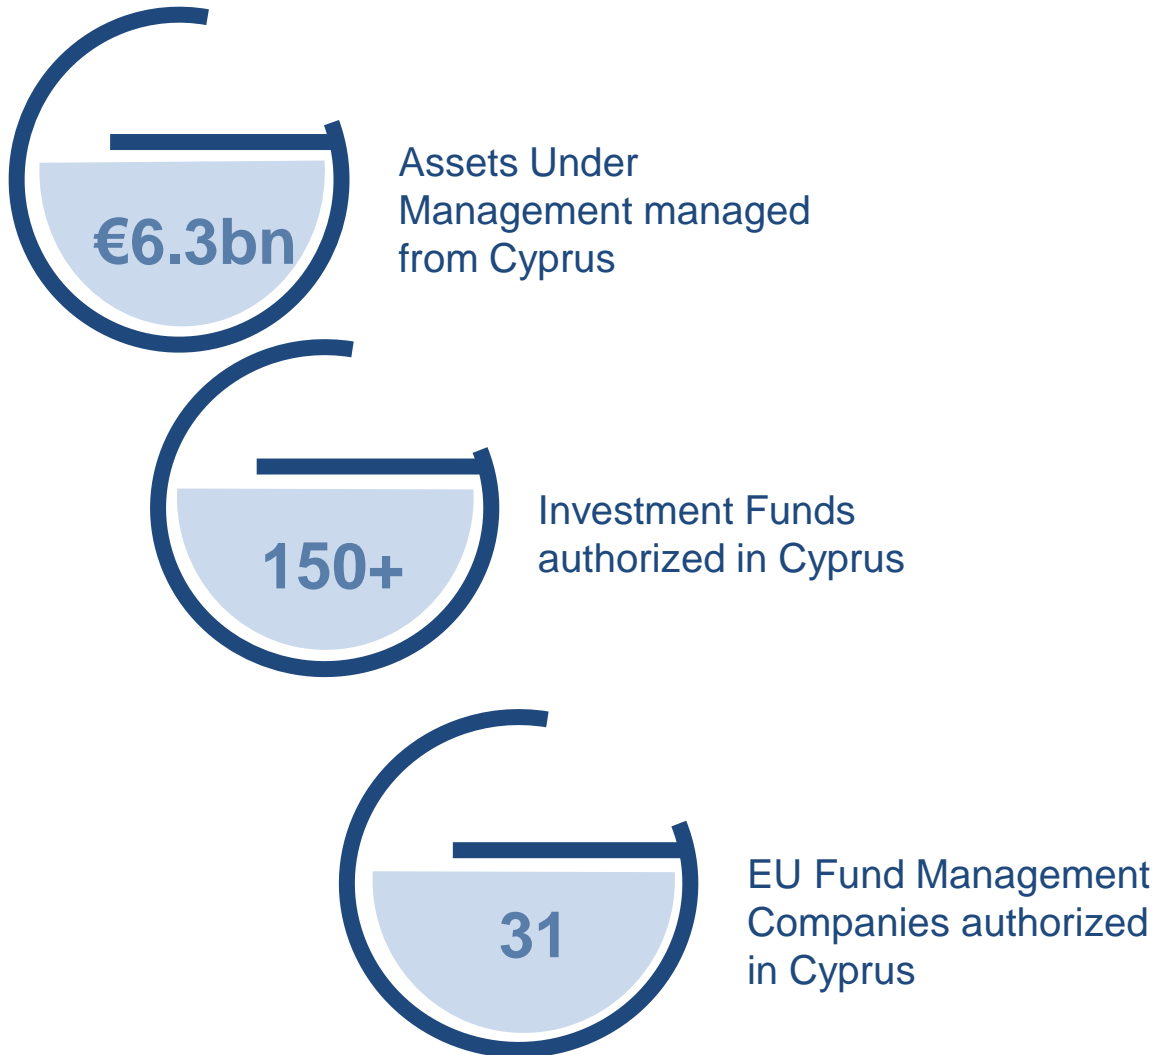 €6.3bn
Assets Under
Management managed
from Cyprus
150+
Investment Funds
authorized in Cyprus
31
EU Fund Management
Companies authorized
in Cyprus